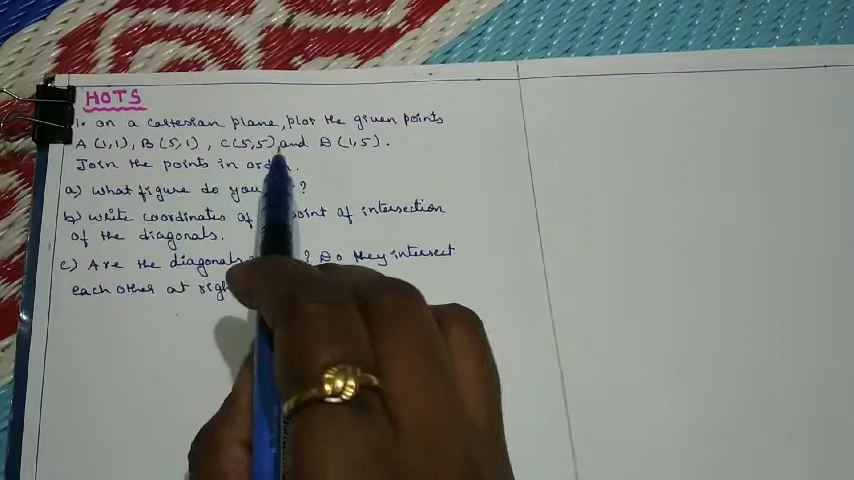 HOTS
1. on a cartesian plane, plot the given points
A (1,1), B (5,1), C (5,5) and D (1,5).
Join the points in order.
a) what figure do you ?
b) write coordinates of point of intersection
of the diagonals.
c) Are the diagonals ? Do they intersect
each other at